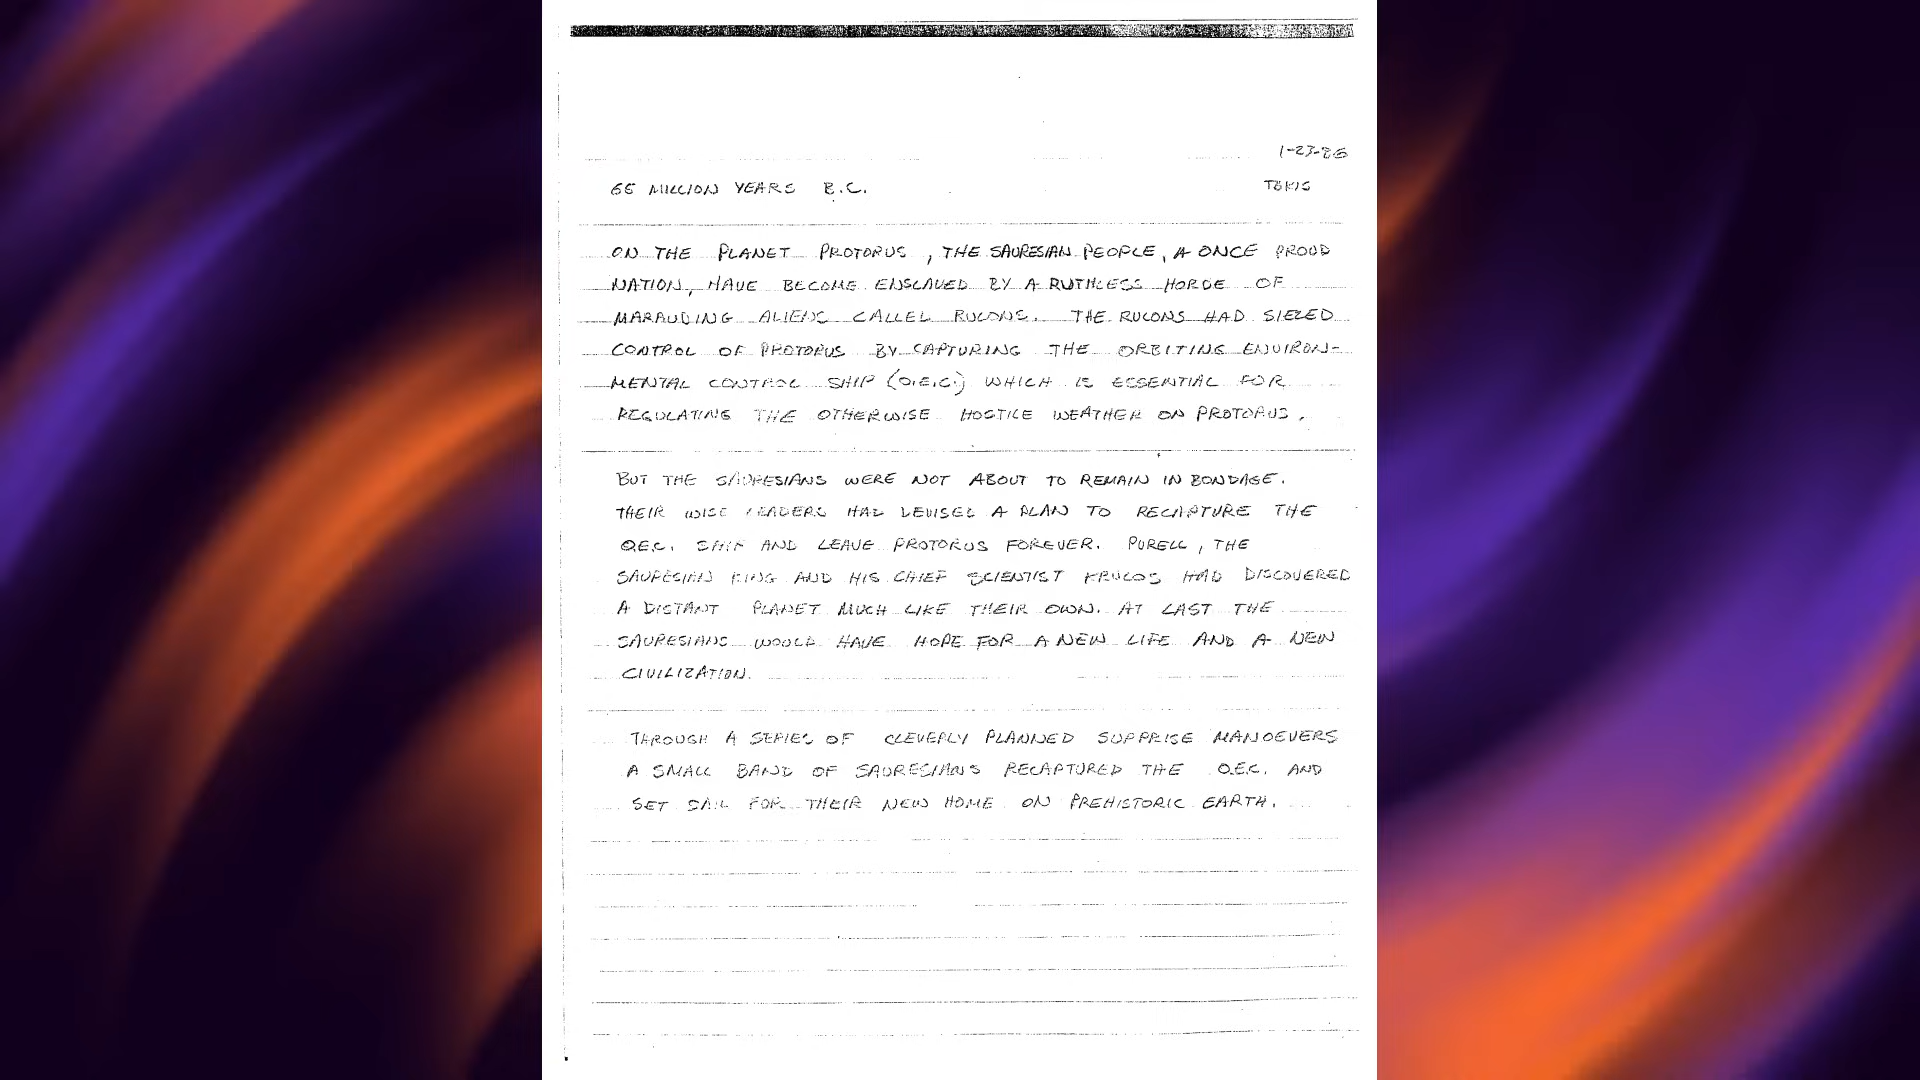 1-23-86
65 MILLION YEARS B.C.
ON THE PLANET PROTORUS, THE SAURESIAN PEOPLE, A ONCE PROUD
NATION, HAVE BECOME ENSLAVED BY A RUTHLESS HORDE OF
MARAUDING ALIENS CALLED RULONS. THE RULONS HAD SIEZED
CONTROL OF PROTORUS BY CAPTURING THE ORBITING ENVIRON-
MENTAL CONTROL SHIP (O.E.C.) WHICH IS ESSENTIAL FOR
REGULATING THE OTHERWISE HOSTILE WEATHER ON PROTORUS.
BUT THE SAURESIANS WERE NOT ABOUT TO REMAIN IN BONDAGE.
THEIR WISE LEADERS HAD DEVISED A PLAN TO RECAPTURE THE
O.E.C. SHIP AND LEAVE PROTORUS FOREVER. PURELL, THE
SAURESIAN KING AND HIS CHIEF SCIENTIST KRULOS HAD DISCOVERED
A DISTANT PLANET MUCH LIKE THEIR OWN. AT LAST THE
SAURESIANS WOULD HAVE HOPE FOR A NEW LIFE AND A NEW
CIVILIZATION.
THROUGH A SERIES OF CLEVERLY PLANNED SURPRISE MANOEVERS
A SMALL BAND OF SAURESIANS RECAPTURED THE O.E.C. AND
SET SAIL FOR THEIR NEW HOME ON PREHISTORIC EARTH.